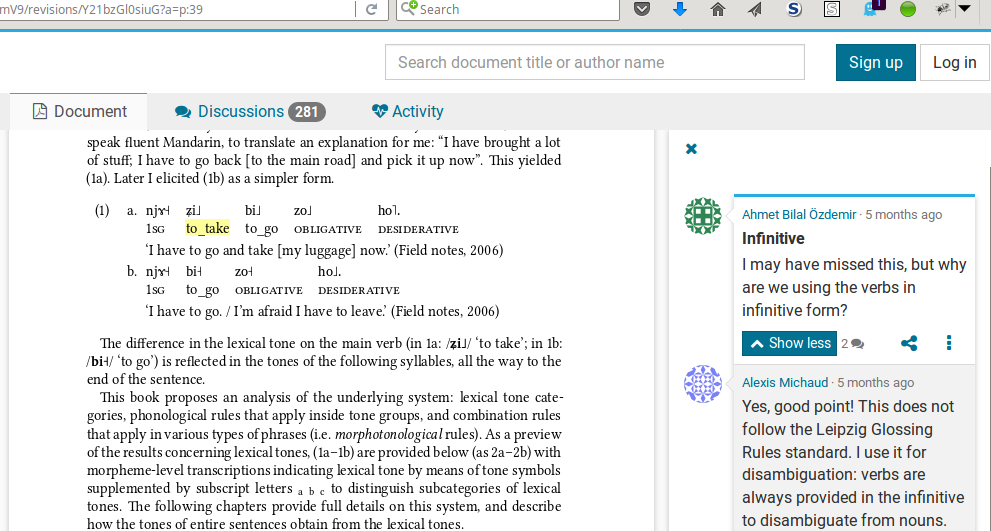 mV9/revisions/Y21bzGl0siuG?a=p:39
Search
1
Search document title or author name
Sign up
Log in
Document
Discussions 281
Activity
speak fluent Mandarin, to translate an explanation for me: “I have brought a lot
of stuff; I have to go back [to the main road] and pick it up now”. This yielded
(1a). Later I elicited (1b) as a simpler form.
(1) a. njɤ˧ ʐi˩ bi˩ zo˩ ho˥.
1SG to_take to_go OBLIGATIVE DESIDERATIVE
‘I have to go and take [my luggage] now.’ (Field notes, 2006)
b. njɤ˧ bi˧ zo˧ ho˩.
1SG to_go OBLIGATIVE DESIDERATIVE
‘I have to go. / I’m afraid I have to leave.’ (Field notes, 2006)
The difference in the lexical tone on the main verb (in 1a: /ʐi˩/ ‘to take’; in 1b:
/bi˧/ ‘to go’) is reflected in the tones of the following syllables, all the way to the
end of the sentence.
This book proposes an analysis of the underlying system: lexical tone cate-
gories, phonological rules that apply inside tone groups, and combination rules
that apply in various types of phrases (i.e. morphotonological rules). As a preview
of the results concerning lexical tones, (1a–1b) are provided below (as 2a–2b) with
morpheme-level transcriptions indicating lexical tone by means of tone symbols
supplemented by subscript letters a b c to distinguish subcategories of lexical
tones. The following chapters provide full details on this system, and describe
how the tones of entire sentences obtain from the lexical tones.
Ahmet Bilal Özdemir · 5 months ago
Infinitive
I may have missed this, but why
are we using the verbs in
infinitive form?
Show less 2
Alexis Michaud · 5 months ago
Yes, good point! This does not
follow the Leipzig Glossing
Rules standard. I use it for
disambiguation: verbs are
always provided in the infinitive
to disambiguate from nouns.